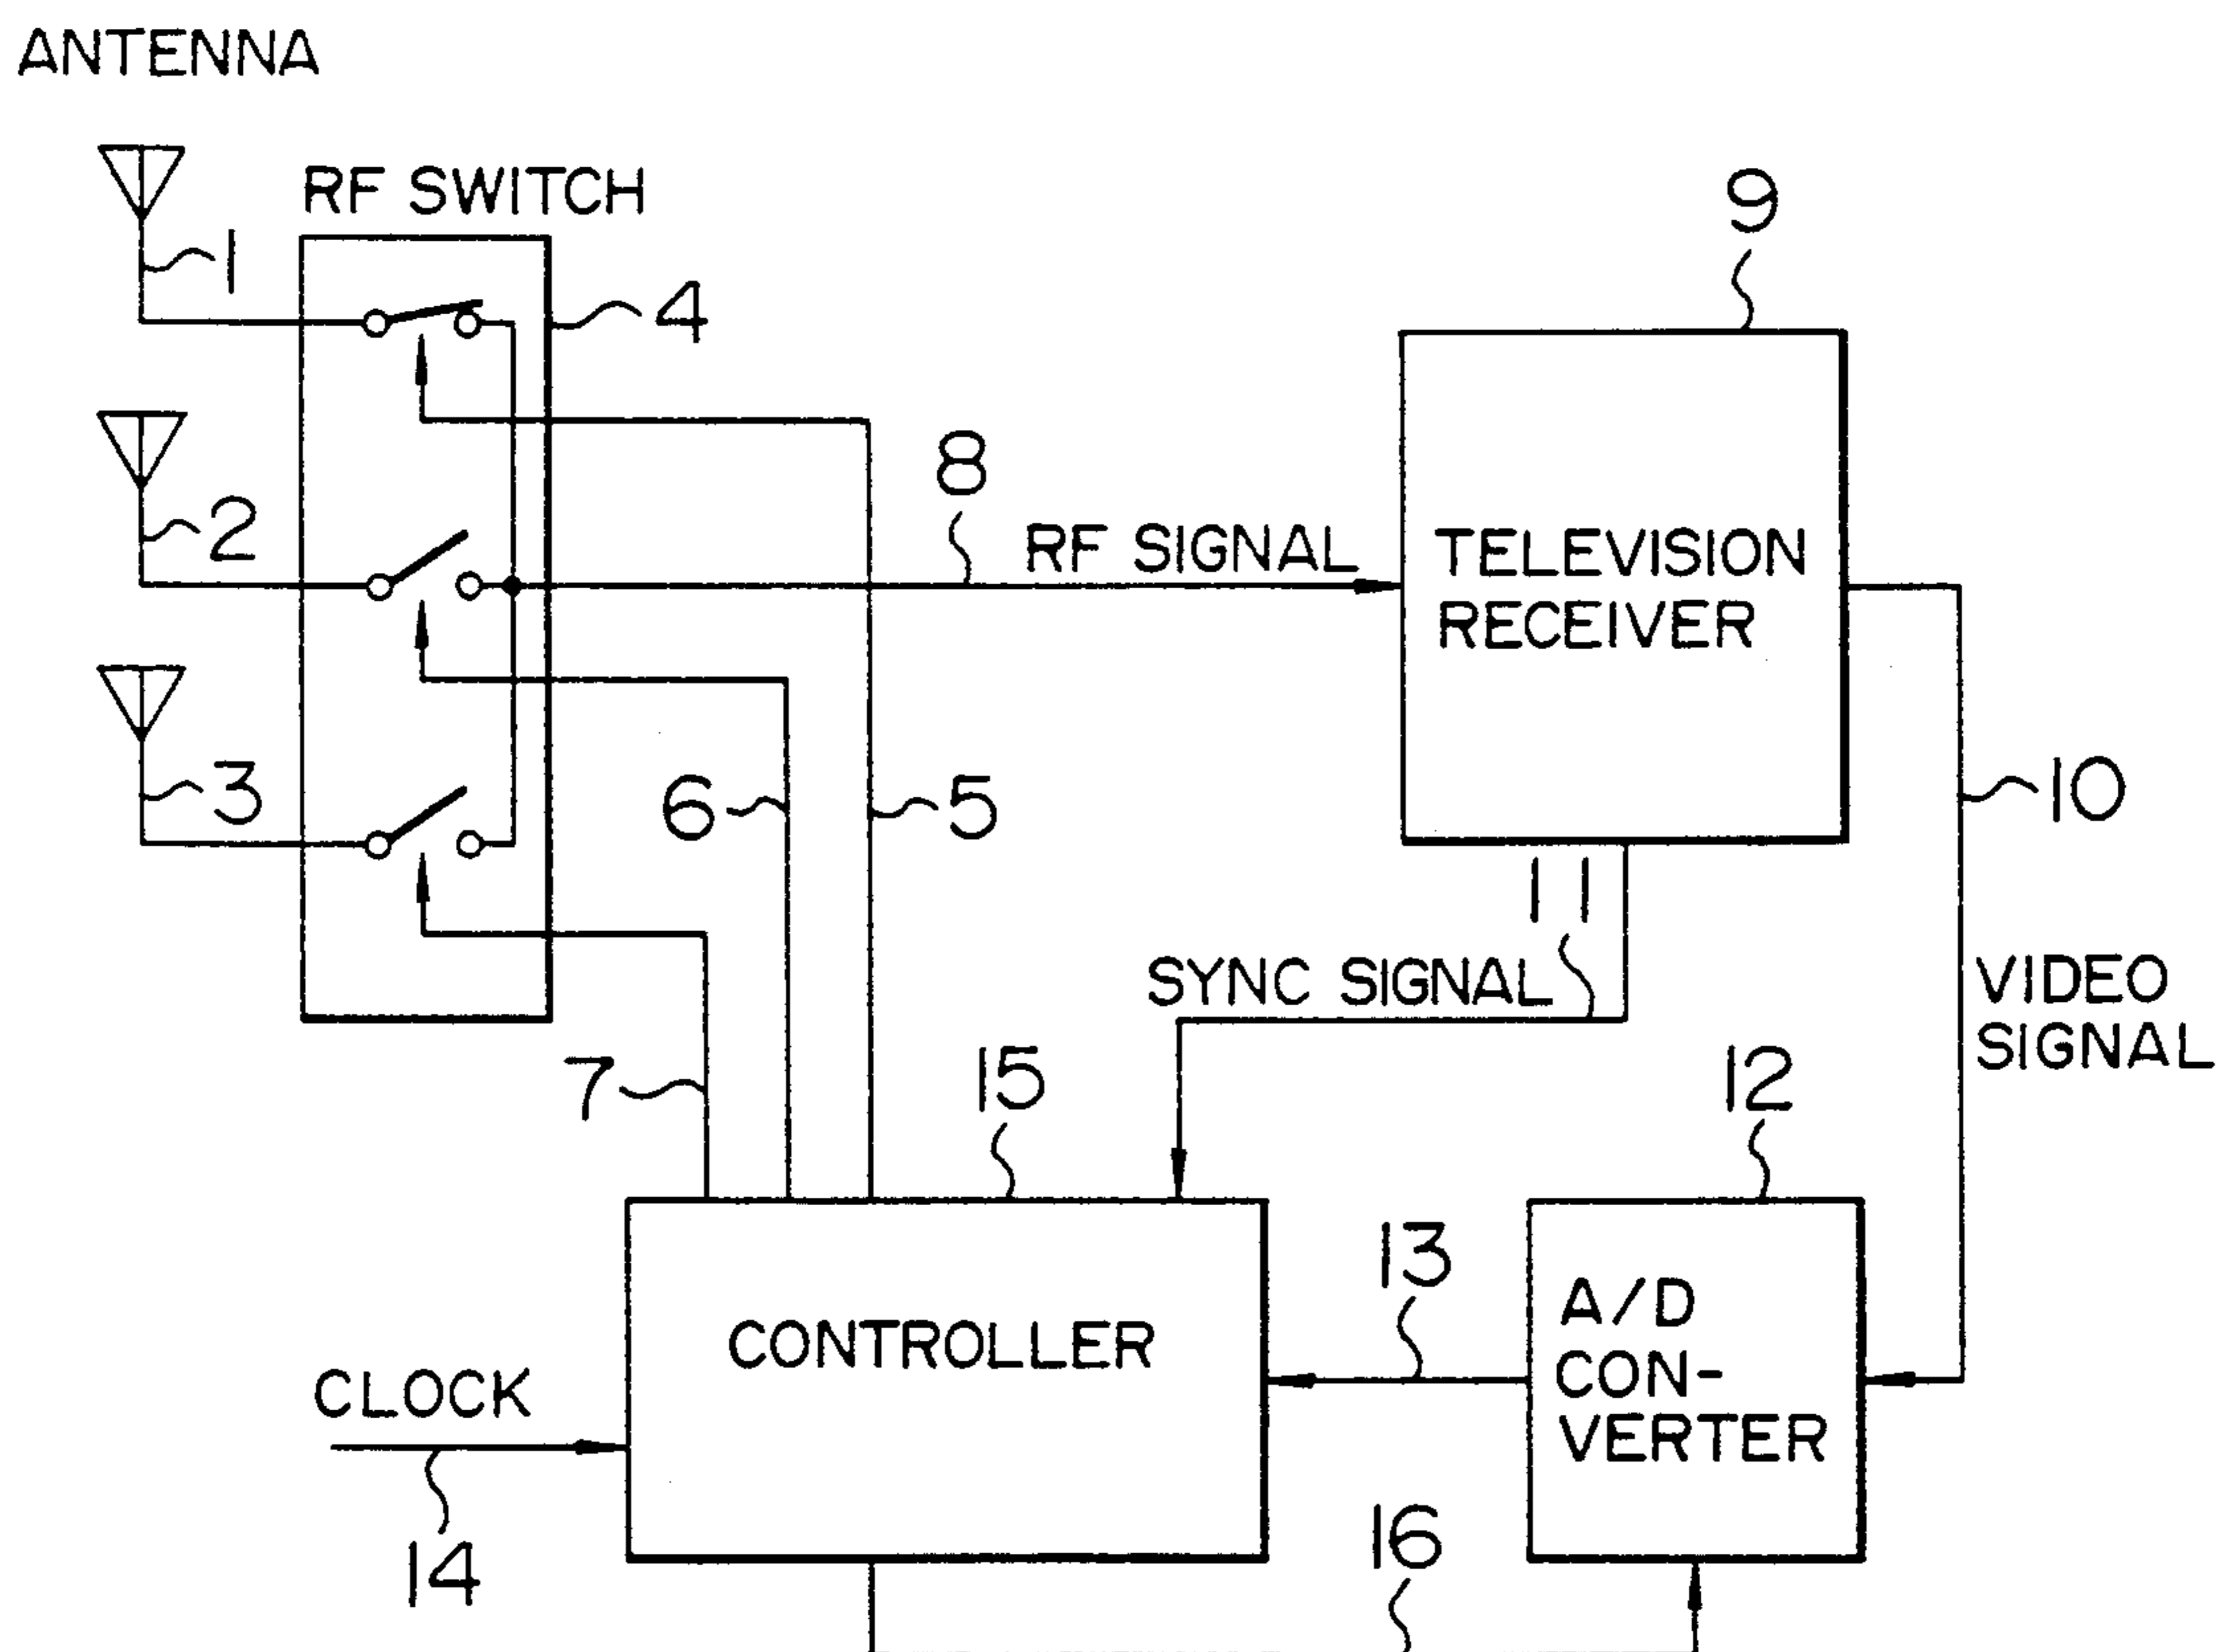 ANTENNA
RF SWITCH
1
4
9
2
8
RF SIGNAL
TELEVISION
RECEIVER
3
6
5
10
11
SYNC SIGNAL
VIDEO
SIGNAL
7
15
12
13
A/D
CON-
VERTER
CONTROLLER
CLOCK
14
16